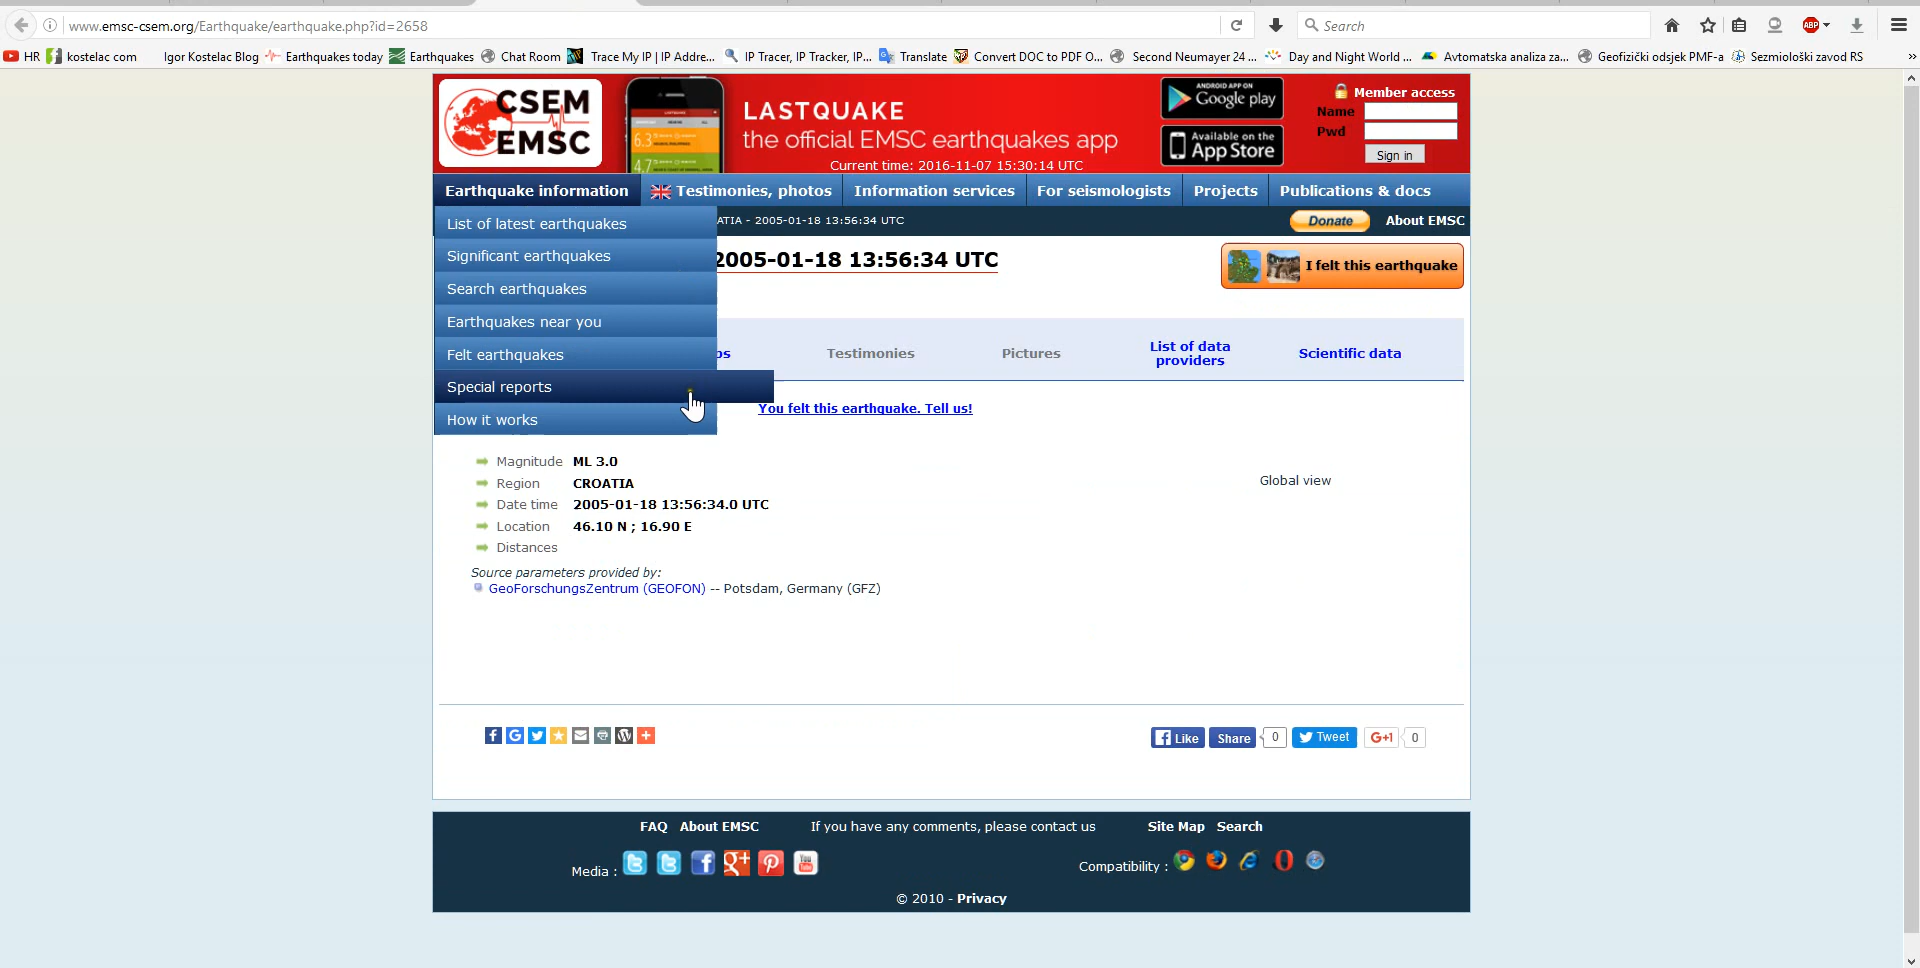 www.emsc-csem.org/Earthquake/earthquake.php?id=2658
Search
ABP
HR
kostelac com
Igor Kostelac Blog
Earthquakes today
Earthquakes
Chat Room
Trace My IP | IP Addre...
IP Tracer, IP Tracker, IP...
Translate
Convert DOC to PDF O...
Second Neumayer 24 ...
Day and Night World ...
Avtomatska analiza za...
Geofizički odsjek PMF-a
Seizmiološki zavod RS
CSEM
EMSC
LASTQUAKE
the official EMSC earthquakes app
Current time: 2016-11-07 15:30:14 UTC
ANDROID APP ON
Google play
Available on the
App Store
Member access
Name
Pwd
Sign in
Earthquake information
Testimonies, photos
Information services
For seismologists
Projects
Publications & docs
List of latest earthquakes
Significant earthquakes
Search earthquakes
Earthquakes near you
Felt earthquakes
Special reports
How it works
ATIA - 2005-01-18 13:56:34 UTC
Donate
About EMSC
2005-01-18 13:56:34 UTC
I felt this earthquake
ps
Testimonies
Pictures
List of data
providers
Scientific data
You felt this earthquake. Tell us!
Magnitude ML 3.0
Region CROATIA
Date time 2005-01-18 13:56:34.0 UTC
Location 46.10 N ; 16.90 E
Distances
Global view
Source parameters provided by:
GeoForschungsZentrum (GEOFON) -- Potsdam, Germany (GFZ)
Like
Share
0
Tweet
G+1
0
FAQ About EMSC If you have any comments, please contact us Site Map Search
Media :
Compatibility :
© 2010 - Privacy